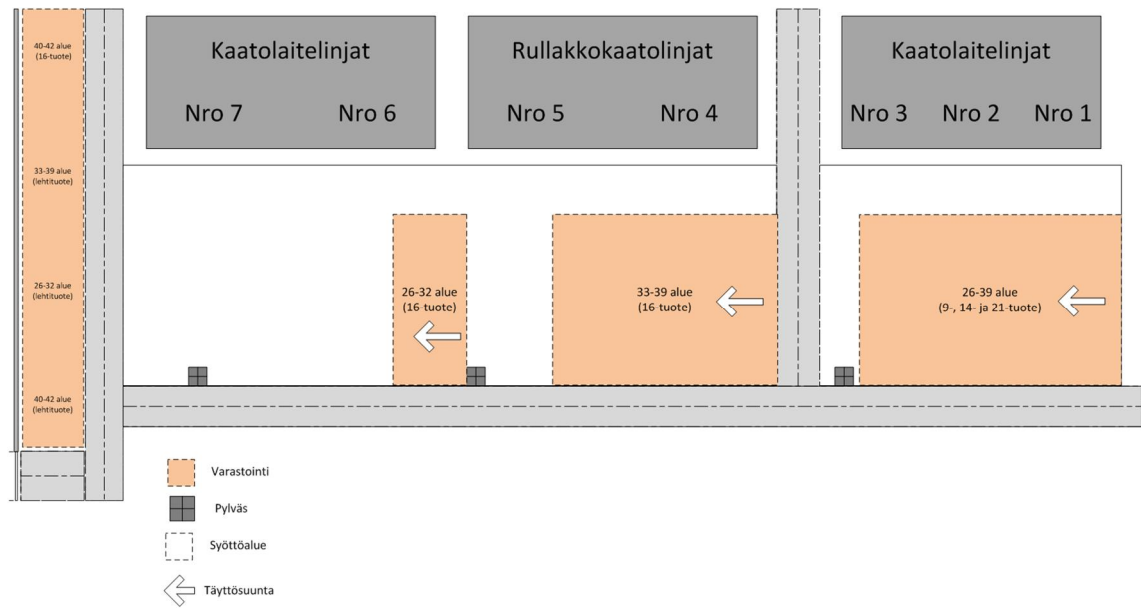 40-42 alue
(16-tuote)
33-39 alue
(lehtituote)
26-32 alue
(lehtituote)
40-42 alue
(lehtituote)
Kaatolaitelinjat
Nro 7 Nro 6
Rullakkokaatolinjat
Nro 5 Nro 4
Kaatolaitelinjat
Nro 3 Nro 2 Nro 1
26-32 alue
(16-tuote)
33-39 alue
(16-tuote)
26-39 alue
(9-, 14- ja 21-tuote)
Varastointi
Pylväs
Syöttöalue
Täyttösuunta